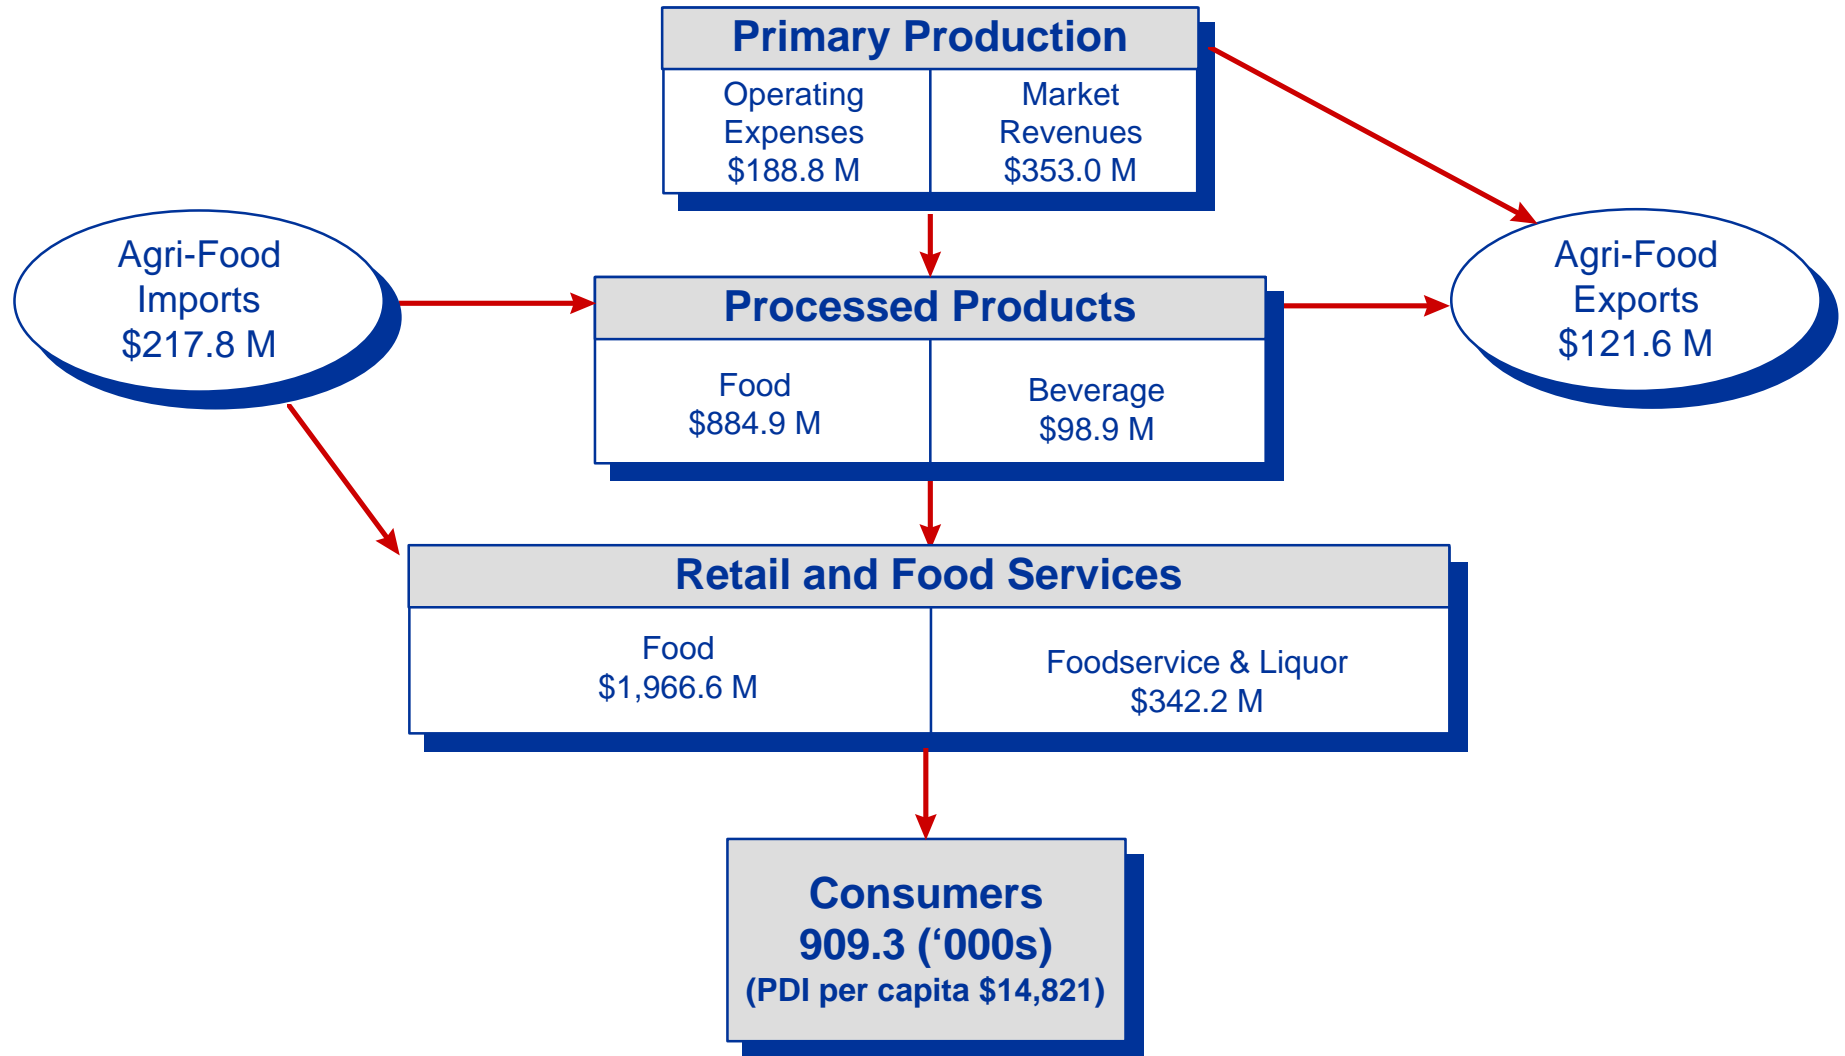 Primary Production
Operating
Expenses
$188.8 M
Market
Revenues
$353.0 M
Agri-Food
Imports
$217.8 M
Agri-Food
Exports
$121.6 M
Processed Products
Food
$884.9 M
Beverage
$98.9 M
Retail and Food Services
Food
$1,966.6 M
Foodservice & Liquor
$342.2 M
Consumers
909.3 (‘000s)
(PDI per capita $14,821)